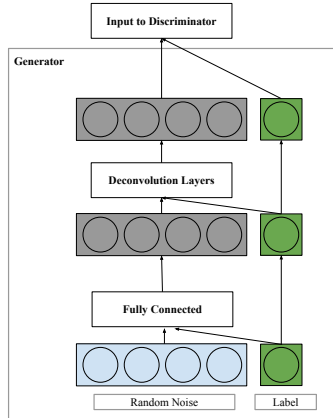 Input to Discriminator
Generator
Deconvolution Layers
Fully Connected
Random Noise
Label